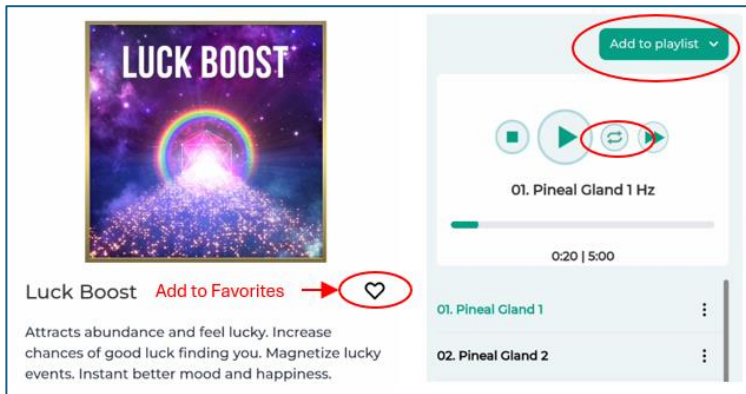 LUCK BOOST
Luck Boost Add to Favorites
Attracts abundance and feel lucky. Increase
chances of good luck finding you. Magnetize lucky
events. Instant better mood and happiness.
Add to playlist
01. Pineal Gland 1 Hz
0:20 | 5:00
01. Pineal Gland 1
02. Pineal Gland 2